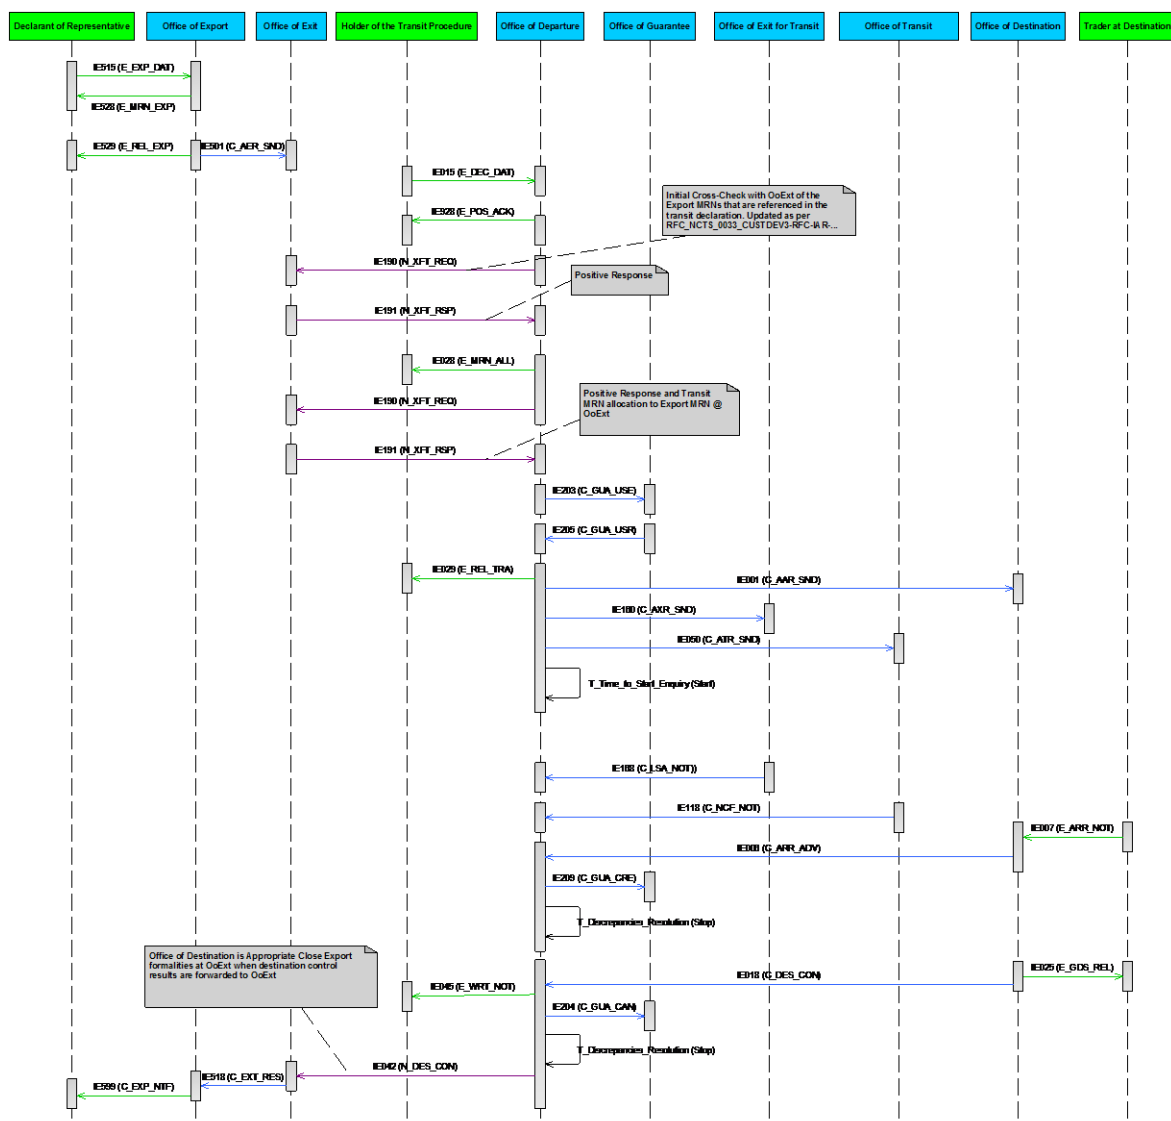 Declarant of Representative
Office of Export
Office of Exit
Holder of the Transit Procedure
Office of Departure
Office of Guarantee
Office of Exit for Transit
Office of Transit
Office of Destination
Trader at Destination
IE515 (E_EXP_DAT)
IE528 (E_MRN_EXP)
IE529 (E_REL_EXP)
IE501 (C_AER_SND)
IE015 (E_DEC_DAT)
Initial Cross-Check with OoExt of the
Export MRNs that are referenced in the
transit declaration. Updated as per
RFC_NCTS_0033_CUSTDEV3-RFC-IAR-...
IE928 (E_POS_ACK)
IE190 (N_XFT_REQ)
Positive Response
IE191 (N_XFT_RSP)
IE028 (E_MRN_ALL)
Positive Response and Transit
MRN allocation to Export MRN @
OoExt
IE190 (N_XFT_REQ)
IE191 (N_XFT_RSP)
IE203 (C_GUA_USE)
IE205 (C_GUA_USR)
IE029 (E_REL_TRA)
IE001 (C_AAR_SND)
IE160 (C_AXR_SND)
IE050 (C_ATR_SND)
T_Time_to_Start_Enquiry (Start)
IE168 (C_LSA_NOT))
IE118 (C_NCF_NOT)
IE007 (E_ARR_NOT)
IE006 (C_ARR_ADV)
IE209 (C_GUA_CRE)
T_Discrepancies_Resolution (Stop)
Office of Destination is Appropriate Close Export
formalities at OoExt when destination control
results are forwarded to OoExt
IE018 (C_DES_CON)
IE025 (E_GDS_REL)
IE045 (E_WRT_NOT)
IE204 (C_GUA_CAN)
T_Discrepancies_Resolution (Stop)
IE042 (N_DES_CON)
IE518 (C_EXT_RES)
IE599 (C_EXP_NTF)